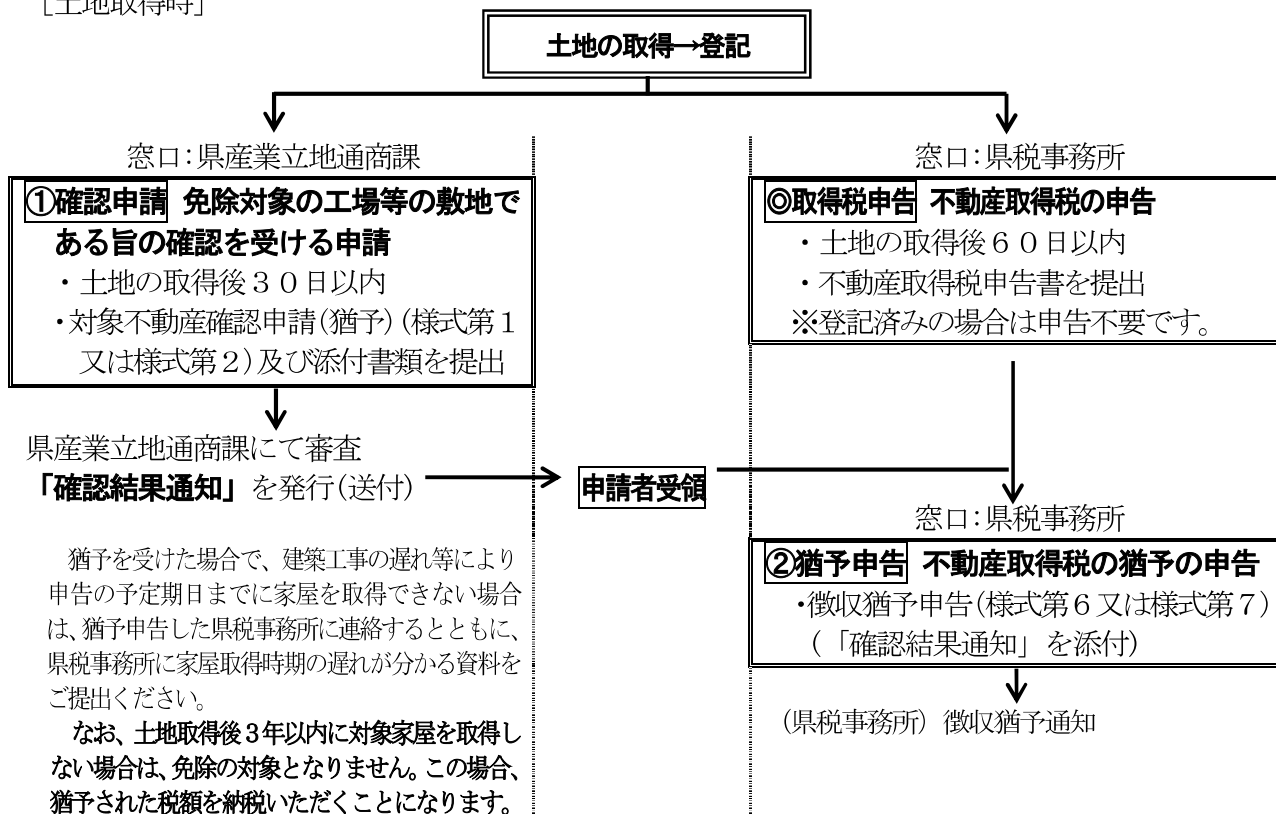 [土地取得時]
土地の取得→登記
窓口:県産業立地通商課
①確認申請 免除対象の工場等の敷地で
ある旨の確認を受ける申請
・土地の取得後30日以内
・対象不動産確認申請(猶予)(様式第1
又は様式第2)及び添付書類を提出
県産業立地通商課にて審査
「確認結果通知」を発行(送付)
申請者受領
猶予を受けた場合で、建築工事の遅れ等により
申告の予定期日までに家屋を取得できない場合
は、猶予申告した県税事務所に連絡するとともに、
県税事務所に家屋取得時期の遅れが分かる資料を
ご提出ください。
なお、土地取得後3年以内に対象家屋を取得し
ない場合は、免除の対象となりません。この場合、
猶予された税額を納税いただくことになります。
窓口:県税事務所
◎取得税申告 不動産取得税の申告
・土地の取得後60日以内
・不動産取得税申告書を提出
※登記済みの場合は申告不要です。
窓口:県税事務所
②猶予申告 不動産取得税の猶予の申告
・徴収猶予申告(様式第6又は様式第7)
(「確認結果通知」を添付)
(県税事務所)徴収猶予通知